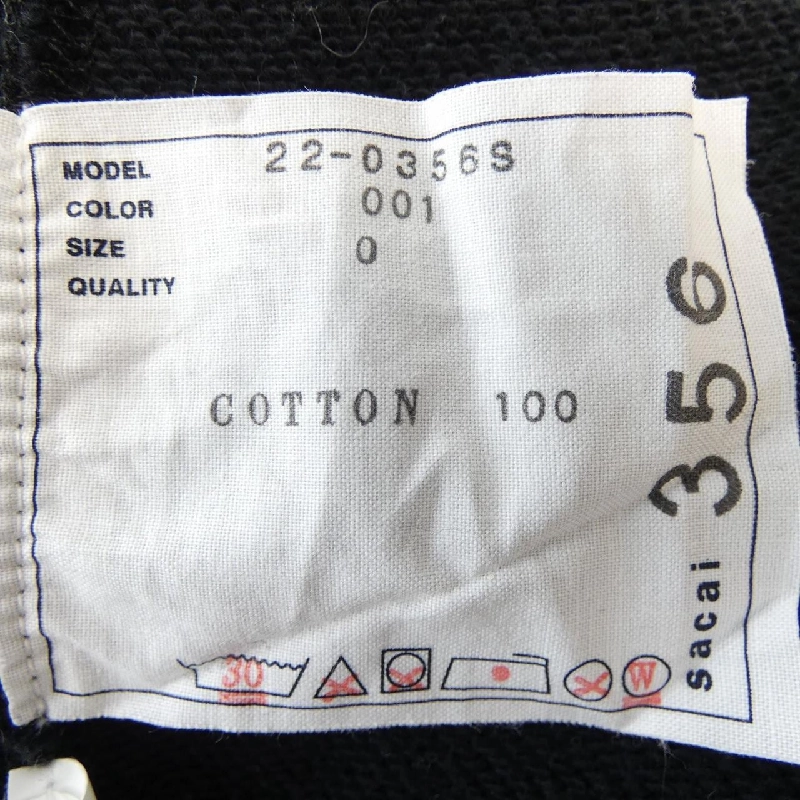 MODEL 22-0356S
COLOR 001
SIZE 0
QUALITY
COTTON 100
30
W
sacai 356